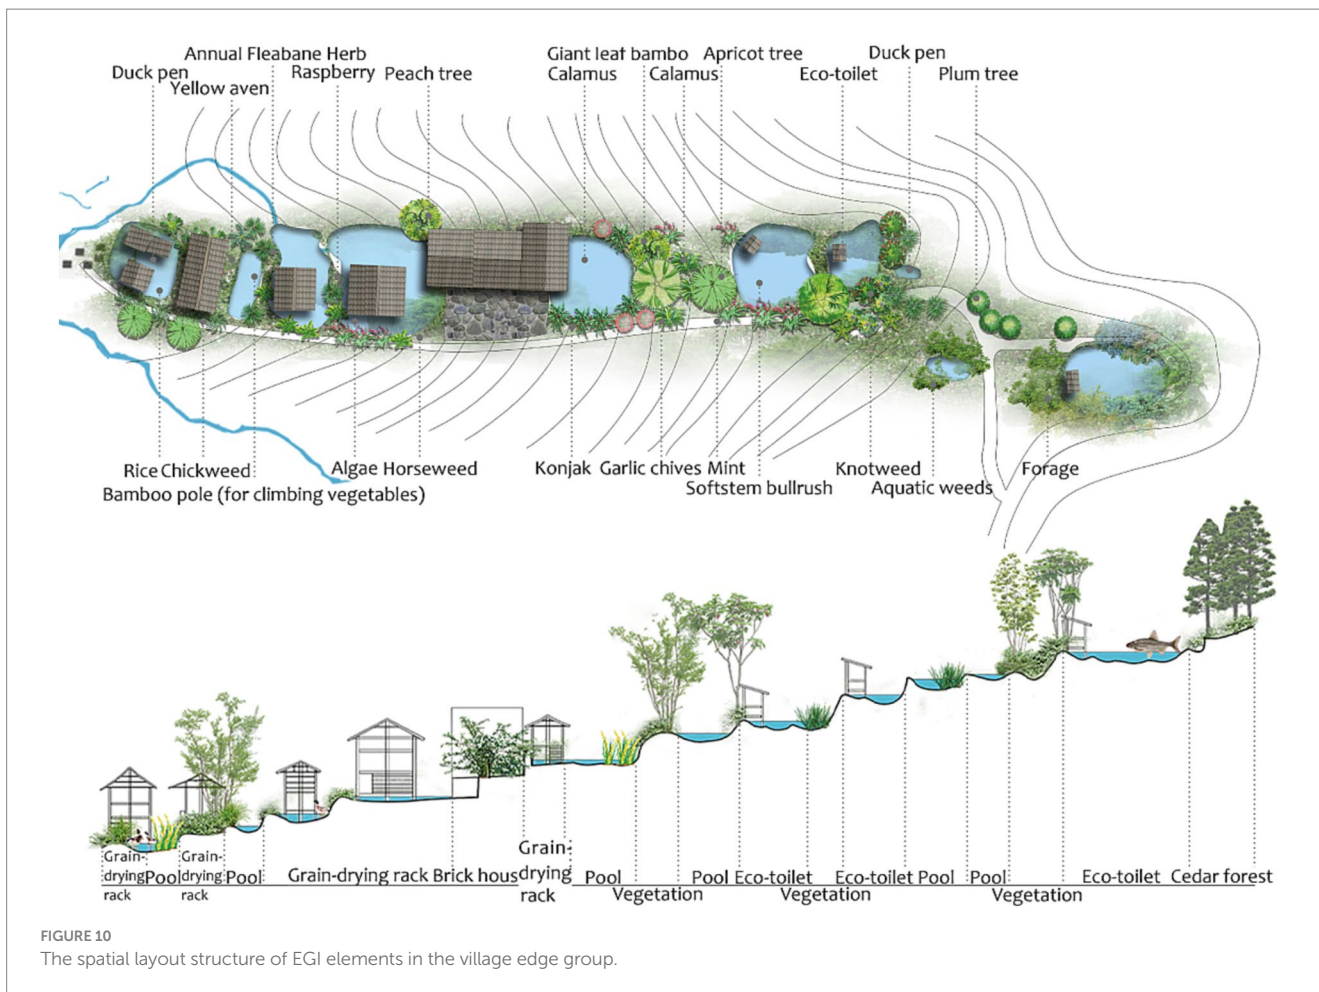 Annual Fleabane Herb
Giant leaf bambo
Apricot tree
Duck pen
Duck pen
Yellow aven
Raspberry
Peach tree
Calamus
Calamus
Eco-toilet
Plum tree
Rice
Chickweed
Algae
Horseweed
Konjak
Garlic chives
Mint
Knotweed
Forage
Bamboo pole (for climbing vegetables)
Softstem bullrush
Aquatic weeds
Grain-drying rack
Pool
Grain-drying rack
Pool
Grain-drying rack
Brick hous
Grain-drying rack
Pool
Vegetation
Pool
Eco-toilet
Vegetation
Eco-toilet
Pool
Pool
Vegetation
Eco-toilet
Cedar forest
FIGURE 10
The spatial layout structure of EGI elements in the village edge group.